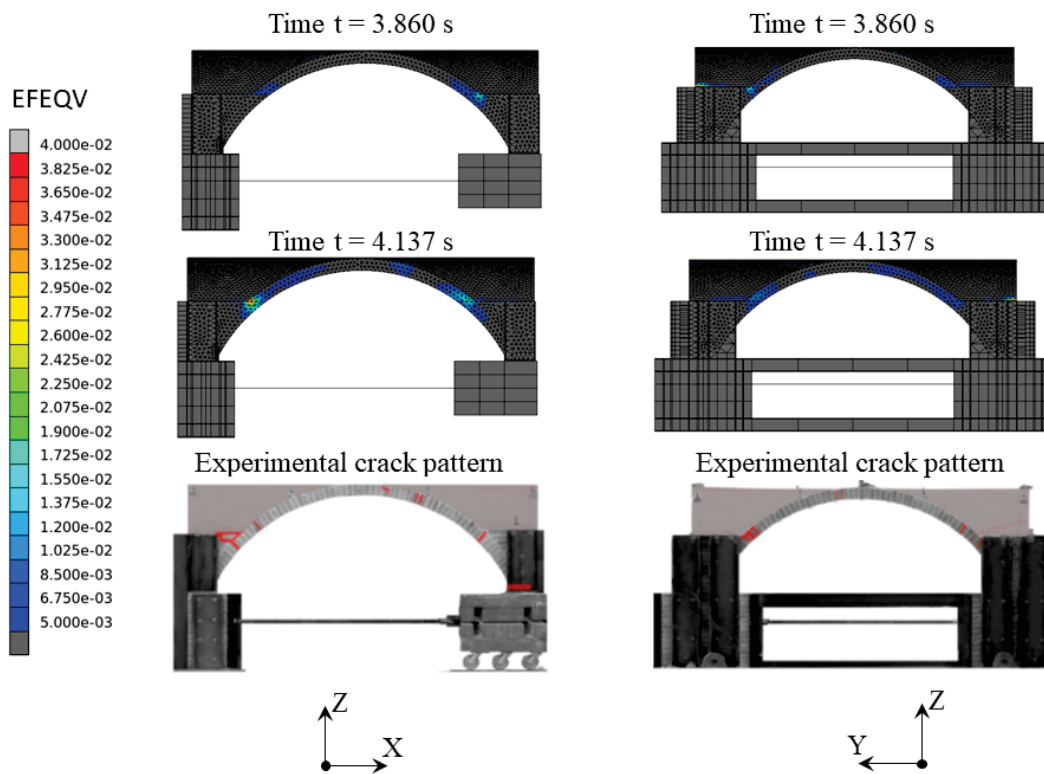 Time t = 3.860 s
Time t = 3.860 s
EFEQV
4.000e-02
3.825e-02
3.650e-02
3.475e-02
3.300e-02
3.125e-02
2.950e-02
2.775e-02
2.600e-02
2.425e-02
2.250e-02
2.075e-02
1.900e-02
1.725e-02
1.550e-02
1.375e-02
1.200e-02
1.025e-02
8.500e-03
6.750e-03
5.000e-03
Time t = 4.137 s
Time t = 4.137 s
Experimental crack pattern
Experimental crack pattern
Z
X
Z
Y